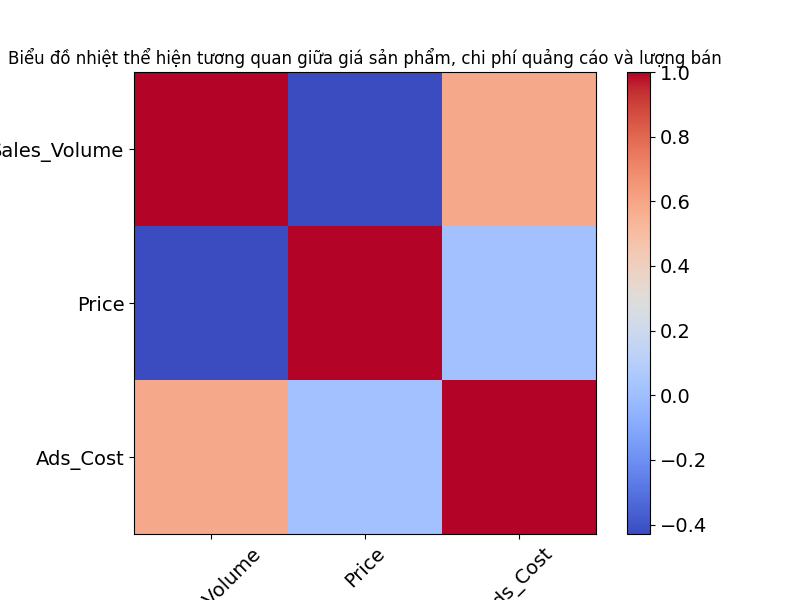 Biểu đồ nhiệt thể hiện tương quan giữa giá sản phẩm, chi phí quảng cáo và lượng bán
1.0
Sales_Volume
0.8
0.6
0.4
Price
0.2
0.0
Ads_Cost
−0.2
−0.4
Volume
Price
ds_Cost